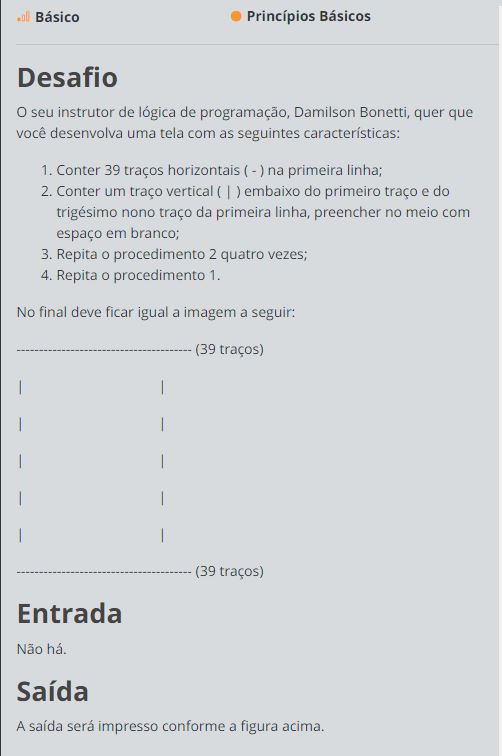 Básico
Princípios Básicos
Desafio
O seu instrutor de lógica de programação, Damilson Bonetti, quer que
você desenvolva uma tela com as seguintes características:
1. Conter 39 traços horizontais ( - ) na primeira linha;
2. Conter um traço vertical ( | ) embaixo do primeiro traço e do
trigésimo nono traço da primeira linha, preencher no meio com
espaço em branco;
3. Repita o procedimento 2 quatro vezes;
4. Repita o procedimento 1.
No final deve ficar igual a imagem a seguir:
--------------------------------------- (39 traços)
| |
| |
| |
| |
| |
--------------------------------------- (39 traços)
Entrada
Não há.
Saída
A saída será impresso conforme a figura acima.